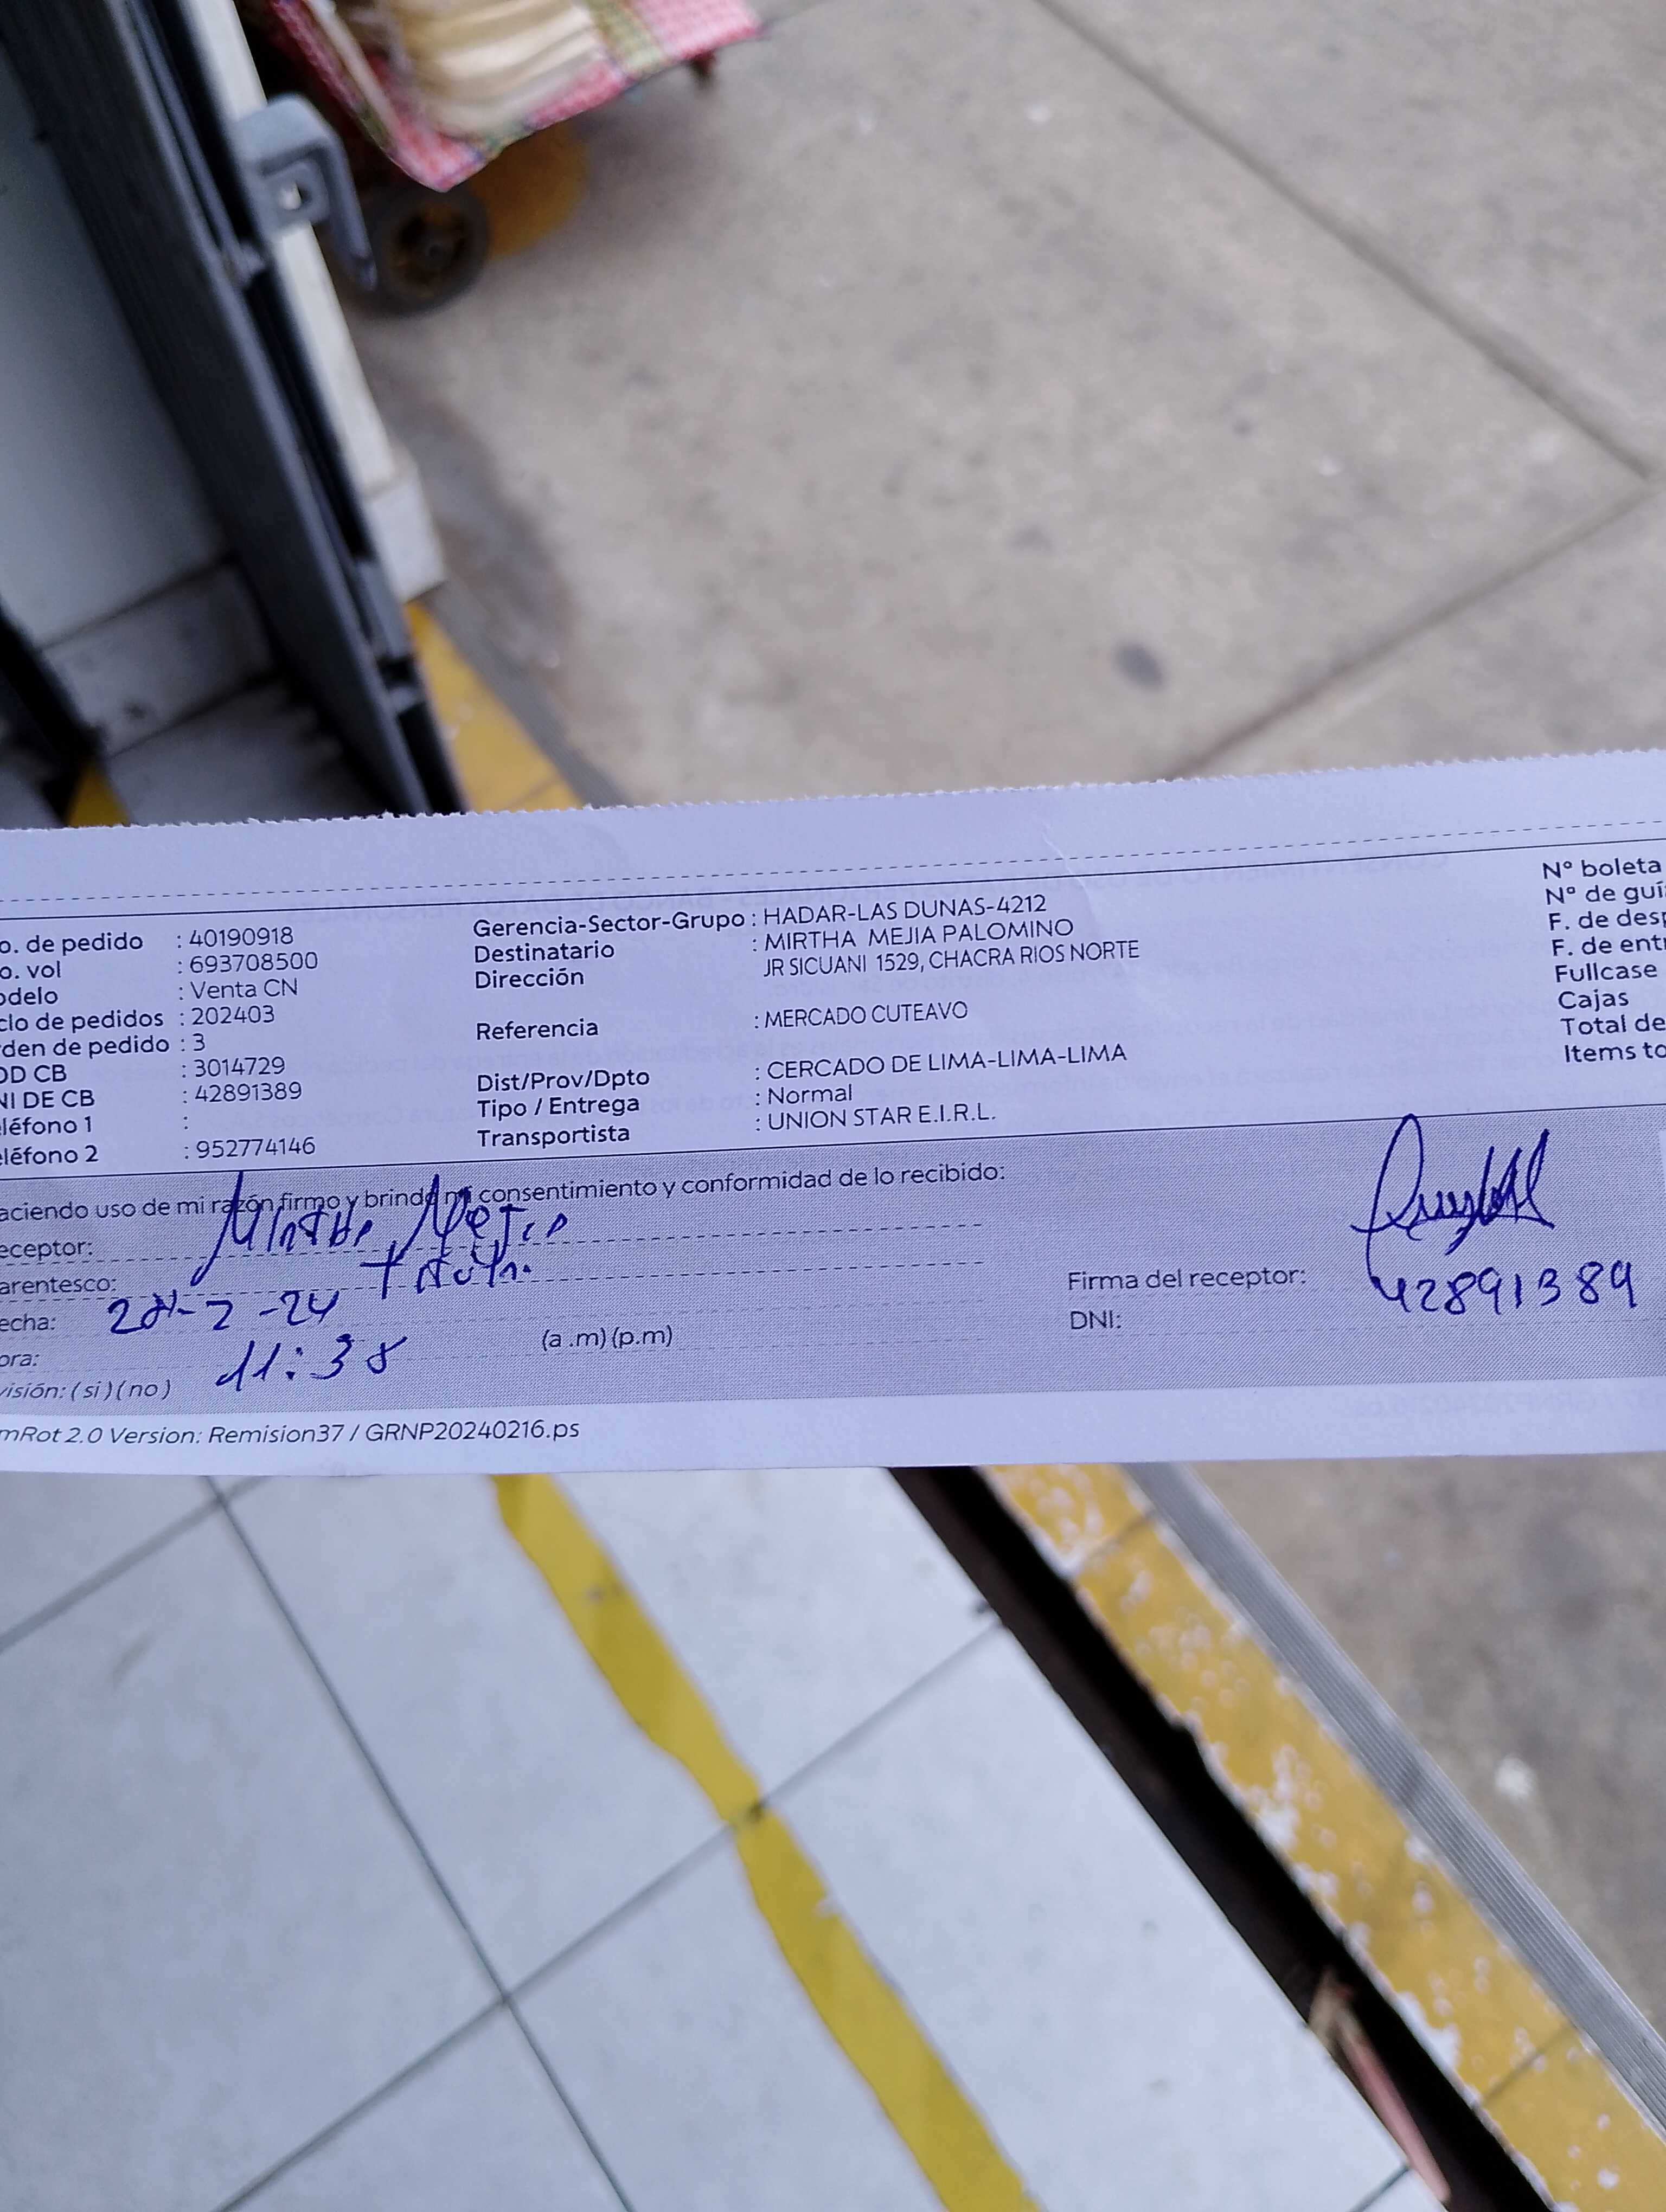 o. de pedido : 40190918
o. vol : 693708500
odelo : Venta CN
clo de pedidos : 202403
den de pedido : 3
OD CB : 3014729
NI DE CB : 42891389
eléfono 1 :
eléfono 2 : 952774146
Gerencia-Sector-Grupo : HADAR-LAS DUNAS-4212
Destinatario : MIRTHA MEJIA PALOMINO
Dirección JR SICUANI 1529, CHACRA RIOS NORTE
Referencia : MERCADO CUTEAVO
Dist/Prov/Dpto : CERCADO DE LIMA-LIMA-LIMA
Tipo / Entrega : Normal
Transportista : UNION STAR E.I.R.L.
Nº boleta
Nº de guí
F. de desp
F. de entr
Fullcase
Cajas
Total de
Items to
aciendo uso de mi razón firmo y brindo mi consentimiento y conformidad de lo recibido:
eceptor: Mirtha Mejia
arentesco:
echa: -2-24
ora: 11:38 (a .m) (p.m)
visión: ( si ) ( no )
Firma del receptor:
DNI: 42891389
mRot 2.0 Version: Remision37 / GRNP20240216.ps